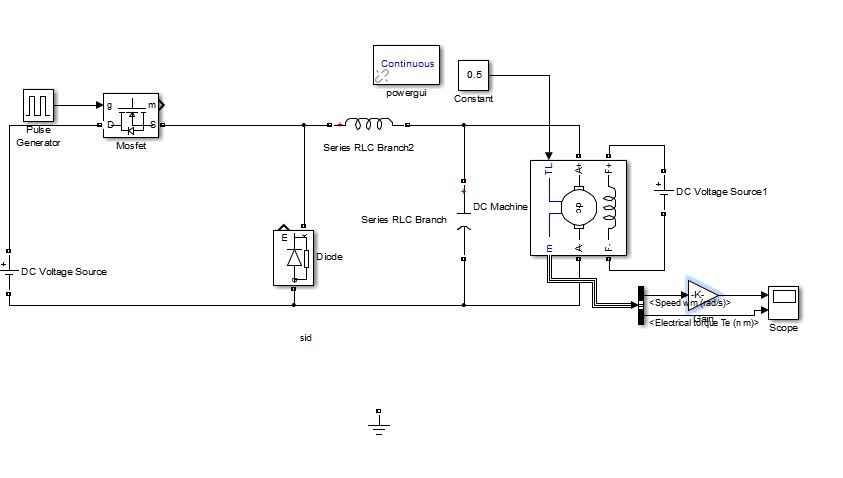 Continuous
powergui
0.5
Constant
Pulse
Generator
g
m
D
S
Mosfet
Series RLC Branch2
Series RLC Branch
DC Machine
TL
A+
F+
dc
m
A-
F-
DC Voltage Source1
DC Voltage Source
m
Diode
-K-
Gain
<Speed wm (rad/s)>
<Electrical torque Te (n m)>
Scope
sid